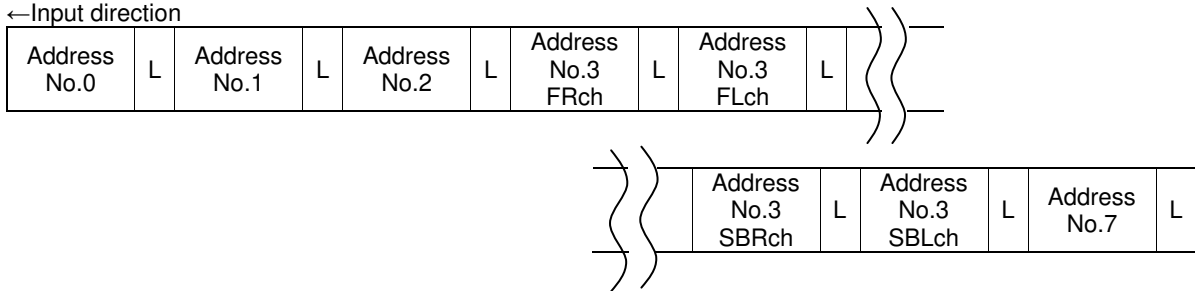 ←Input direction
Address No.0 L Address No.1 L Address No.2 L Address No.3 FRch L Address No.3 FLch L
Address No.3 SBRch L Address No.3 SBLch L Address No.7 L